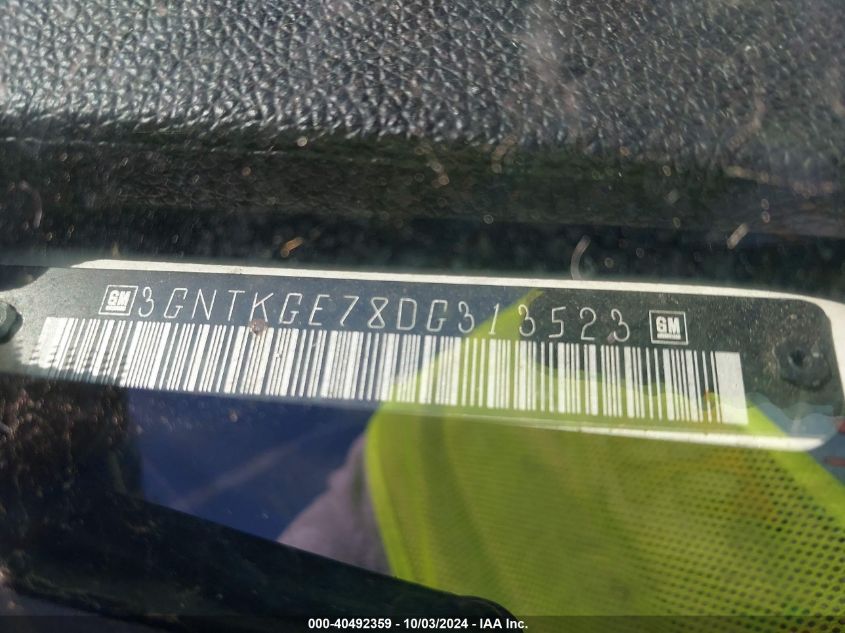 GM 3GNTKGE78DG313523 GM
000-40492359 - 10/03/2024 - IAA Inc.